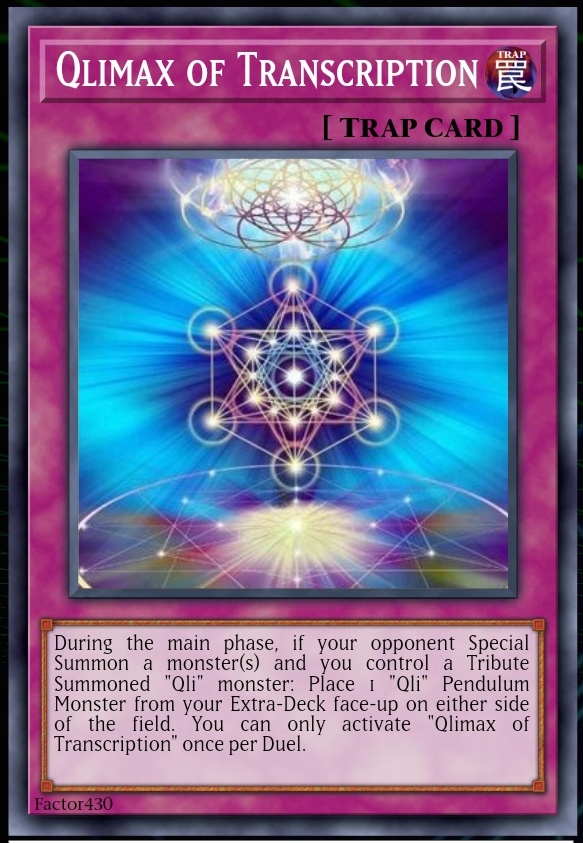 Qlimax of Transcription
TRAP
罠
[ Trap Card ]
During the main phase, if your opponent Special
Summon a monster(s) and you control a Tribute
Summoned "Qli" monster: Place 1 "Qli" Pendulum
Monster from your Extra-Deck face-up on either side
of the field. You can only activate "Qlimax of
Transcription" once per Duel.
Factor430